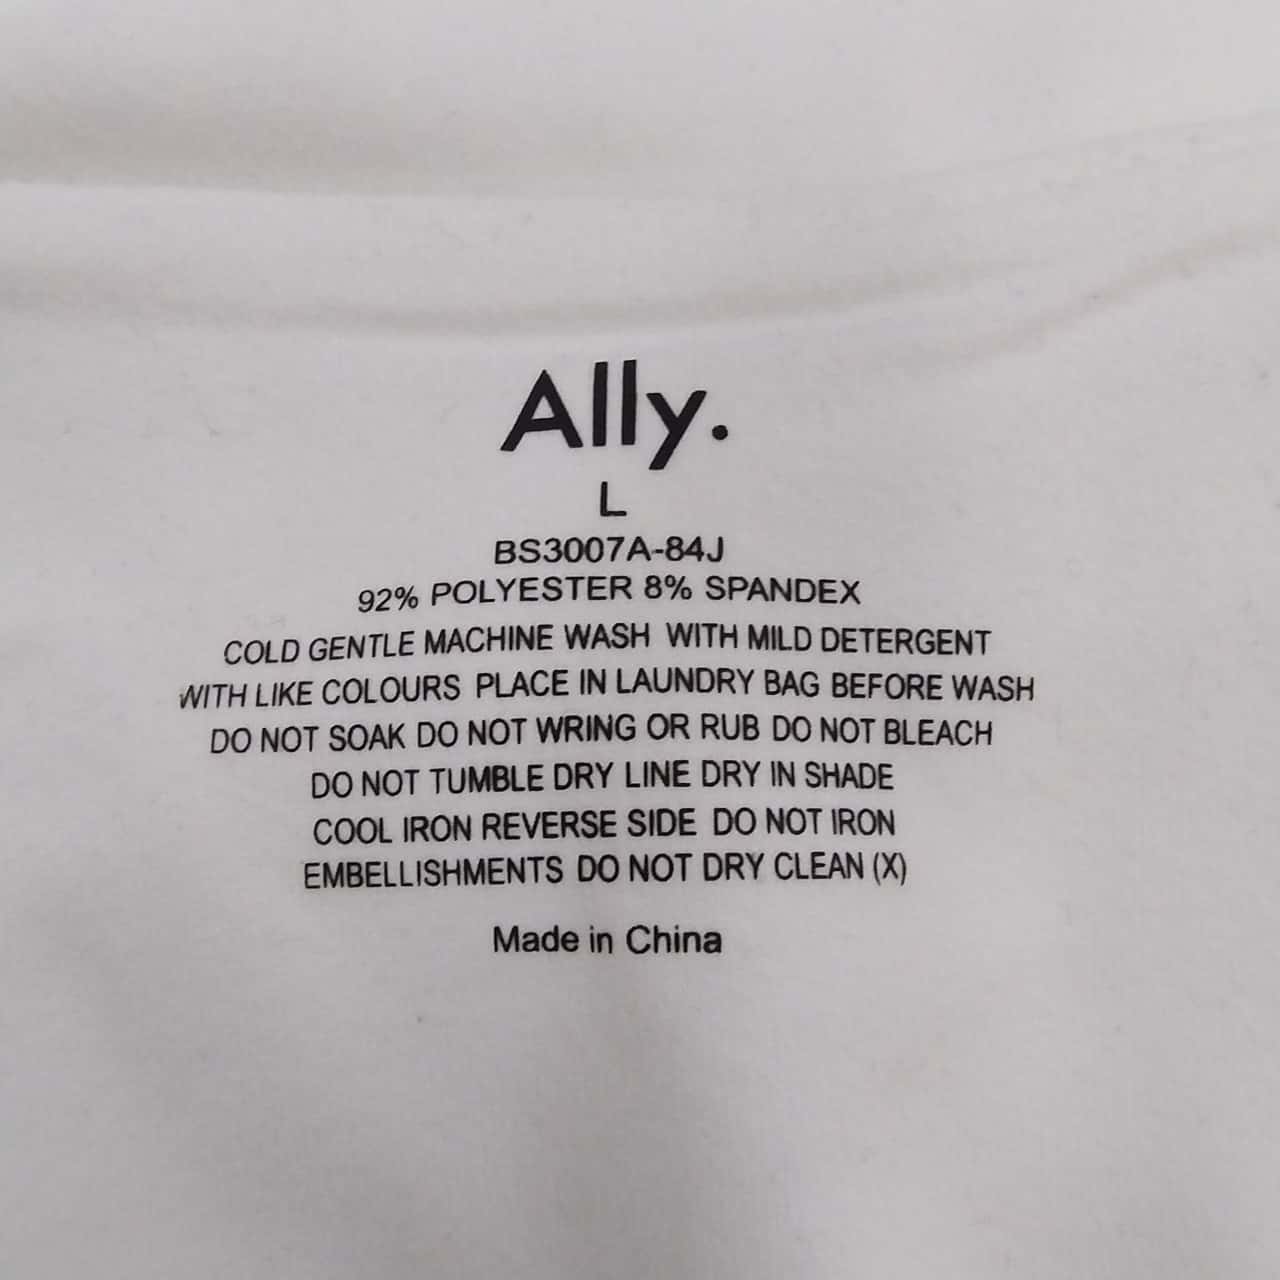 Ally.
L
BS3007A-84J
92% POLYESTER 8% SPANDEX
COLD GENTLE MACHINE WASH WITH MILD DETERGENT
WITH LIKE COLOURS PLACE IN LAUNDRY BAG BEFORE WASH
DO NOT SOAK DO NOT WRING OR RUB DO NOT BLEACH
DO NOT TUMBLE DRY LINE DRY IN SHADE
COOL IRON REVERSE SIDE DO NOT IRON
EMBELLISHMENTS DO NOT DRY CLEAN (X)
Made in China